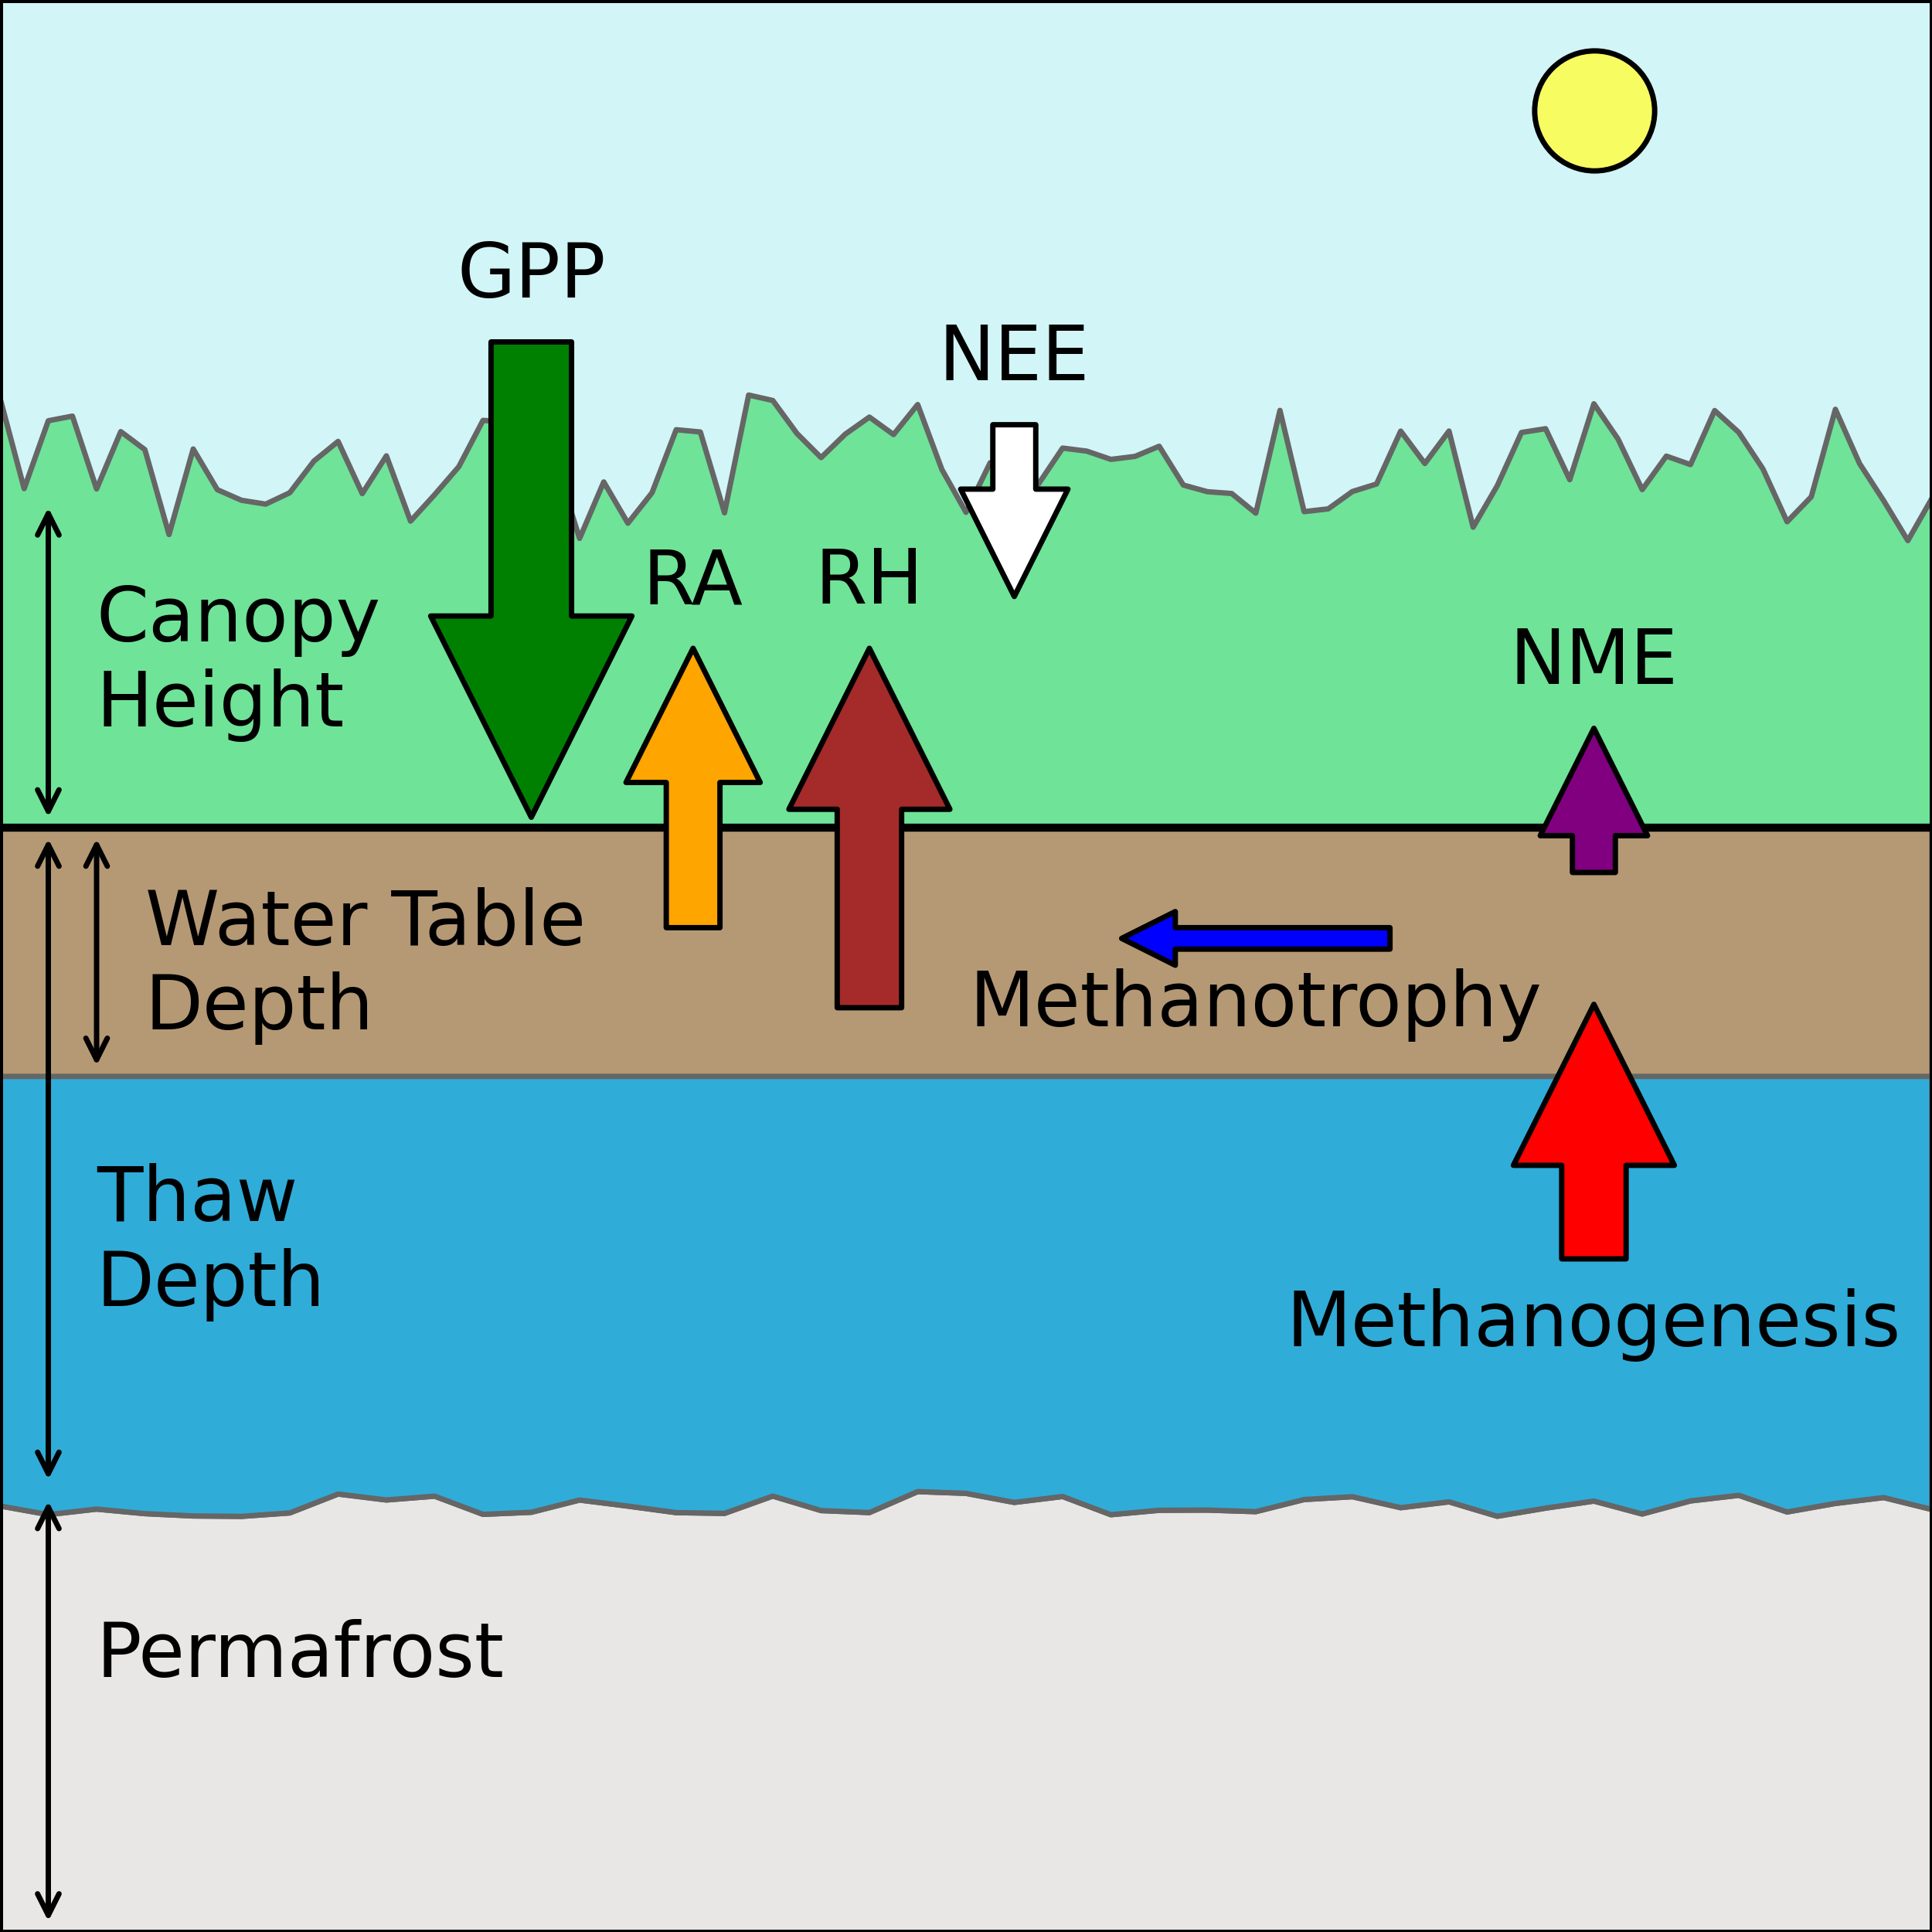 GPP
NEE
RA
RH
Canopy
Height
NME
Water Table
Depth
Methanotrophy
Thaw
Depth
Methanogenesis
Permafrost